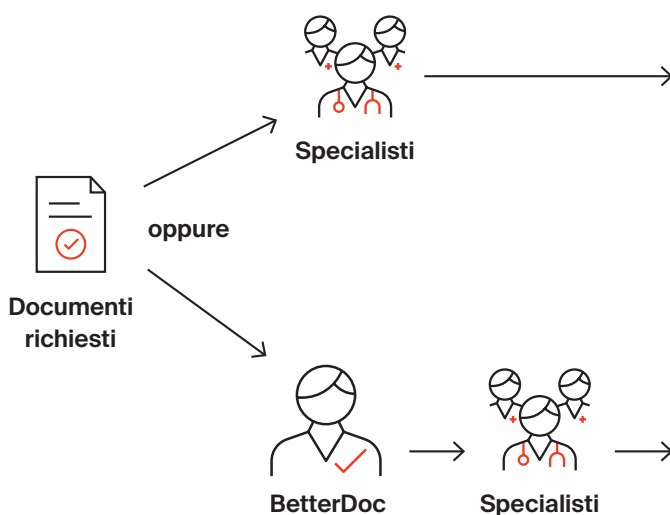 Specialisti
oppure
Documenti
richiesti
BetterDoc
Specialisti